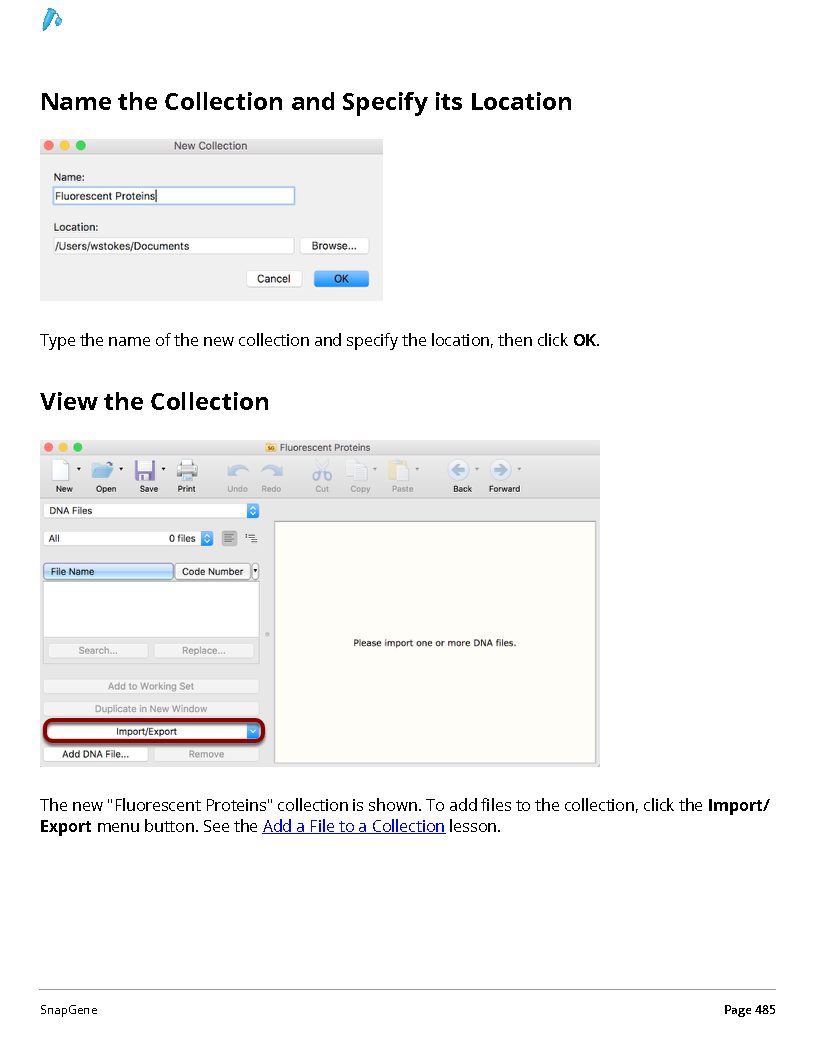 Name the Collection and Specify its Location
New Collection
Name:
Fluorescent Proteins
Location:
/Users/wstokes/Documents
Browse...
Cancel
OK
Type the name of the new collection and specify the location, then click OK.
View the Collection
SG Fluorescent Proteins
New Open Save Print Undo Redo Cut Copy Paste Back Forward
DNA Files
All 0 files
File Name Code Number
Search... Replace...
Add to Working Set
Duplicate in New Window
Import/Export
Add DNA File... Remove
Please import one or more DNA files.
The new "Fluorescent Proteins" collection is shown. To add files to the collection, click the Import/
Export menu button. See the Add a File to a Collection lesson.
SnapGene Page 485